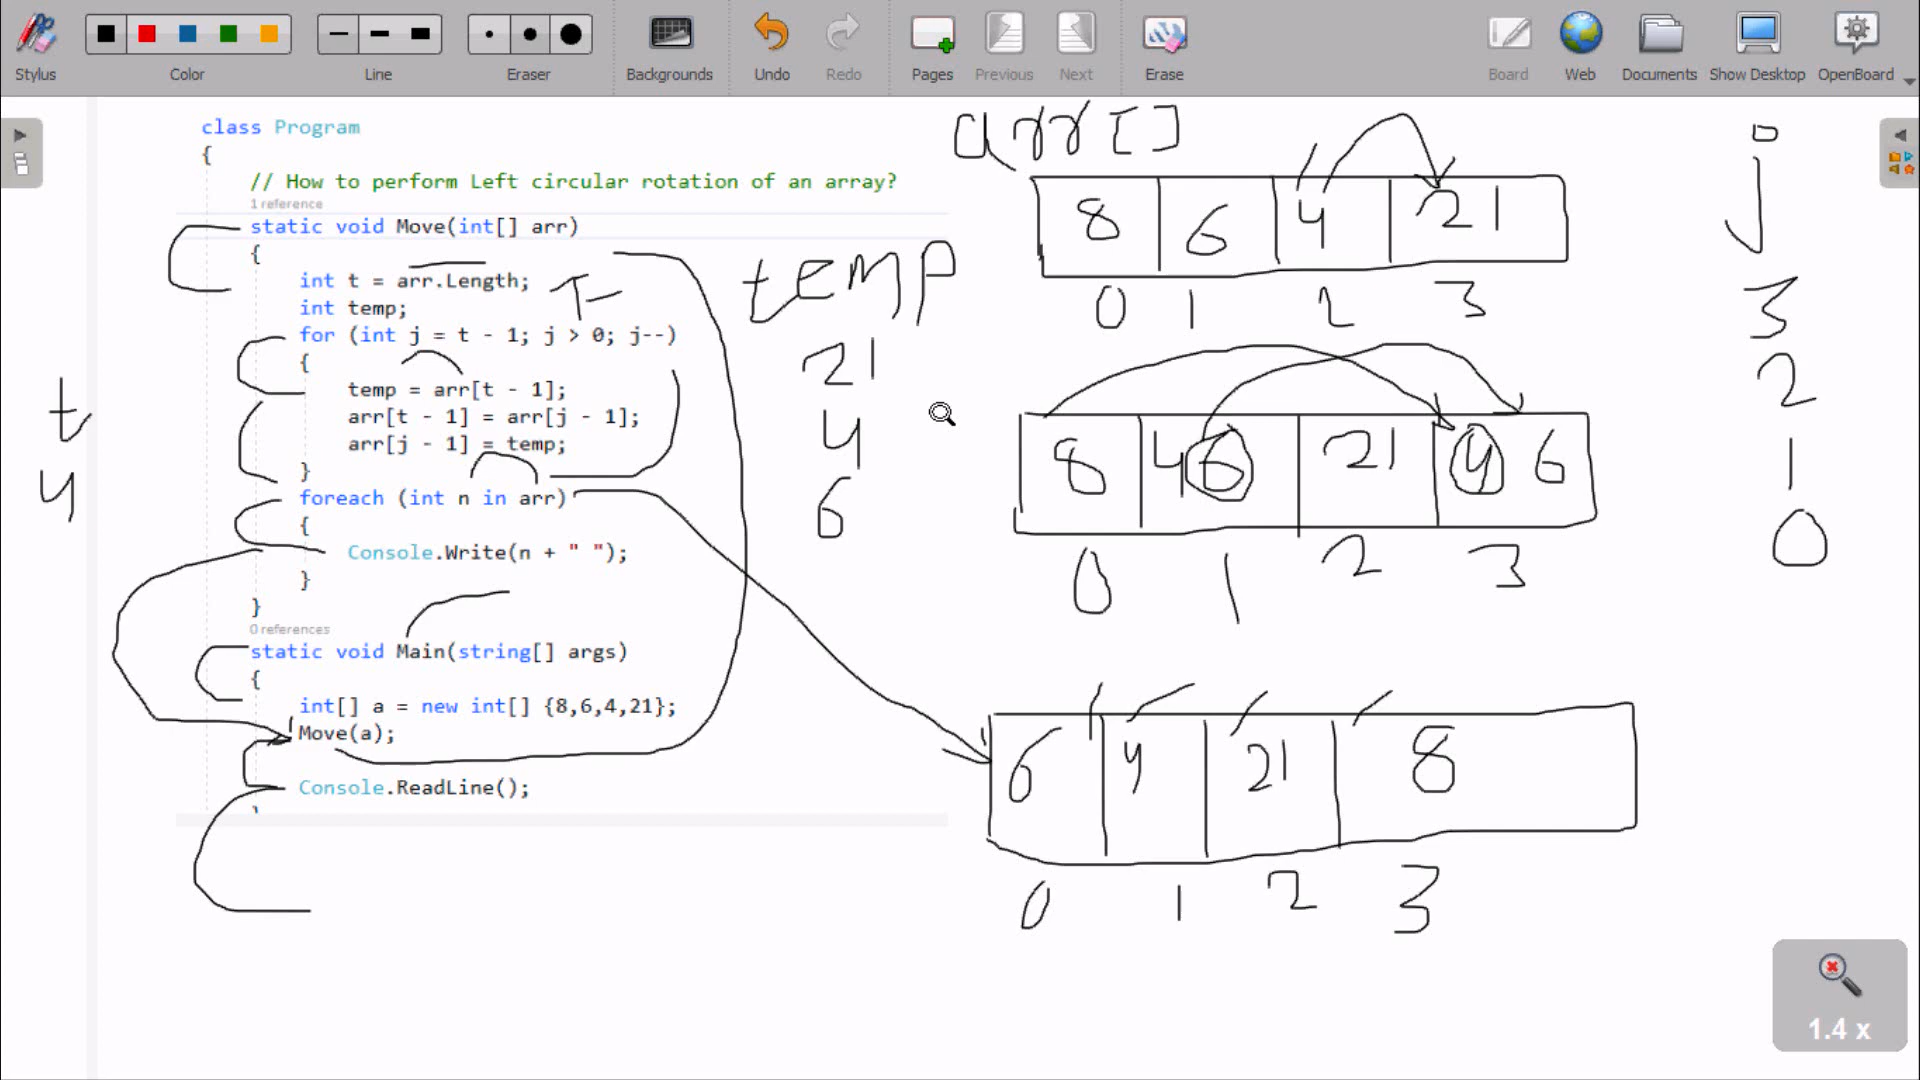 Stylus
Color
Line
Eraser
Backgrounds
Undo
Redo
Pages
Previous
Next
Erase
Board
Web
Documents
Show Desktop
OpenBoard
class Program
{
// How to perform Left circular rotation of an array?
1 reference
static void Move(int[] arr)
{
int t = arr.Length;
int temp;
for (int j = t - 1; j > 0; j--)
{
temp = arr[t - 1];
arr[t - 1] = arr[j - 1];
arr[j - 1] = temp;
}
foreach (int n in arr)
{
Console.Write(n + " ");
}
}
0 references
static void Main(string[] args)
{
int[] a = new int[] {8,6,4,21};
Move(a);
Console.ReadLine();
t
4
temp
21
4
6
arr[]
8 6 4 21
0 1 2 3
8 4 6 21 4 6
0 1 2 3
6 4 21 8
0 1 2 3
j
3
2
1
0
1.4 x